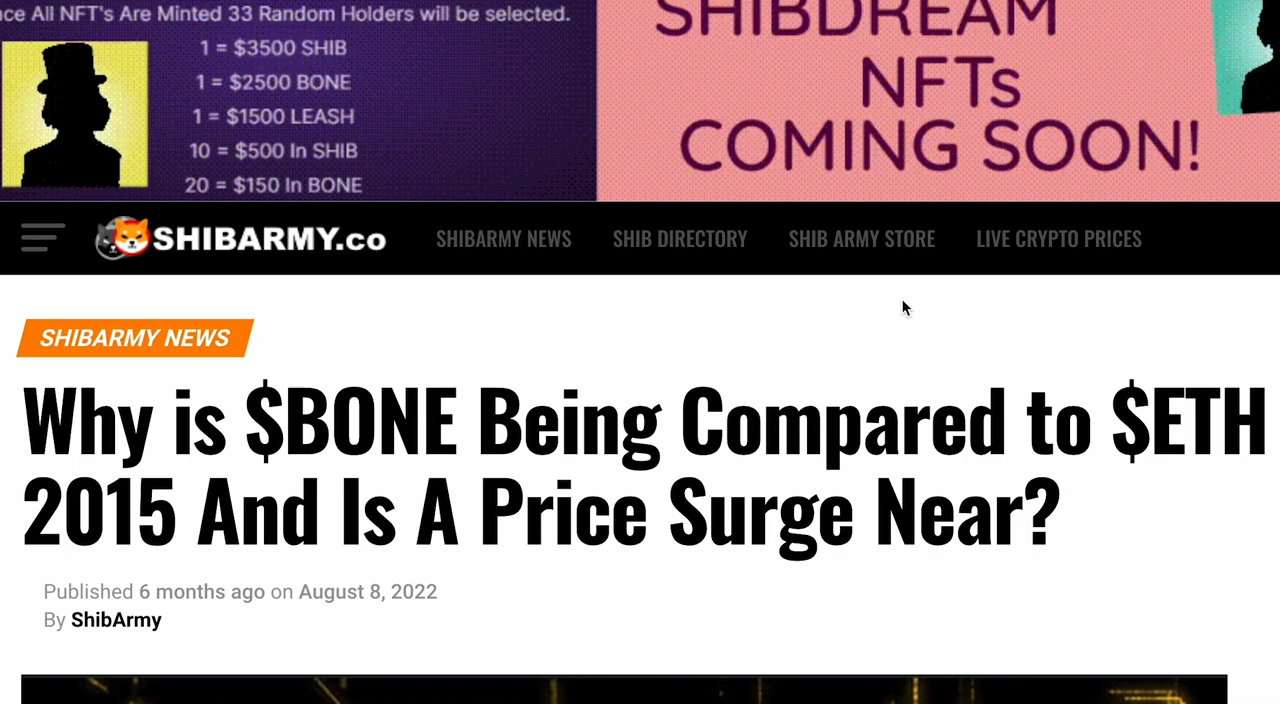 nce All NFT's Are Minted 33 Random Holders will be selected.
1 = $3500 SHIB
1 = $2500 BONE
1 = $1500 LEASH
10 = $500 In SHIB
20 = $150 In BONE
SHIBDREAM
NFTs
COMING SOON!
SHIBARMY.co
SHIBARMY NEWS
SHIB DIRECTORY
SHIB ARMY STORE
LIVE CRYPTO PRICES
SHIBARMY NEWS
Why is $BONE Being Compared to $ETH
2015 And Is A Price Surge Near?
Published 6 months ago on August 8, 2022
By ShibArmy